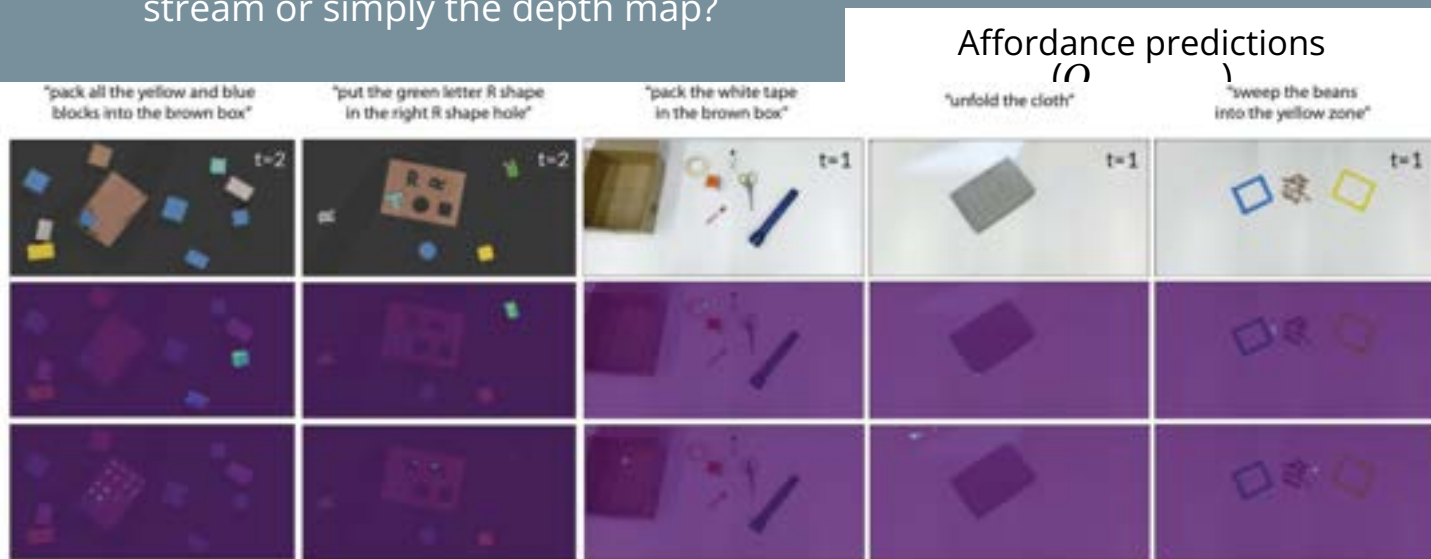 stream or simply the depth map?
Affordance predictions
"pack all the yellow and blue
blocks into the brown box"
"put the green letter R shape
in the right R shape hole"
"pack the white tape
in the brown box"
"unfold the cloth"
"sweep the beans
into the yellow zone"
t=2
t=2
t=1
t=1
t=1